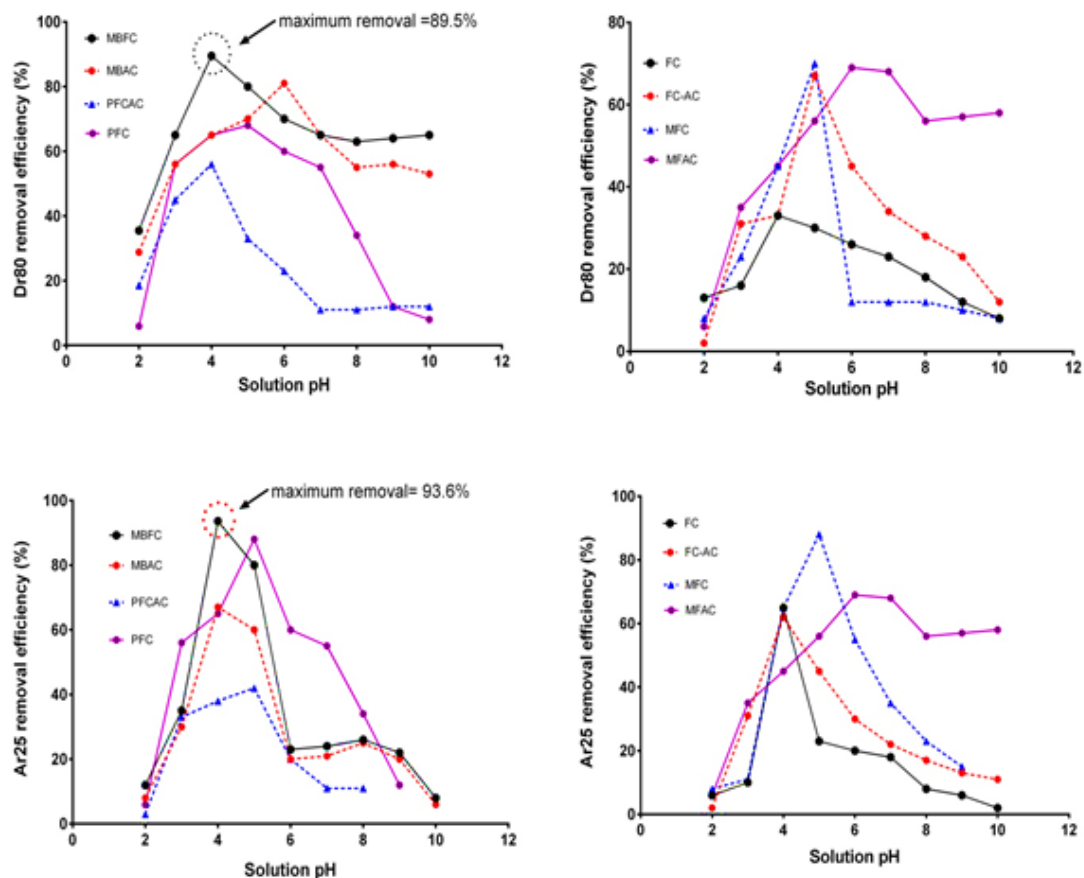 maximum removal =89.5%
MBFC
MBAC
PFCAC
PFC
Dr80 removal efficiency (%)
100
80
60
40
20
0
0 2 4 6 8 10 12
Solution pH
FC
FC-AC
MFC
MFAC
Dr80 removal efficiency (%)
80
60
40
20
0
0 2 4 6 8 10 12
Solution pH
maximum removal= 93.6%
MBFC
MBAC
PFCAC
PFC
Ar25 removal efficiency (%)
100
80
60
40
20
0
0 2 4 6 8 10 12
Solution pH
FC
FC-AC
MFC
MFAC
Ar25 removal efficiency (%)
100
80
60
40
20
0
0 2 4 6 8 10 12
Solution pH